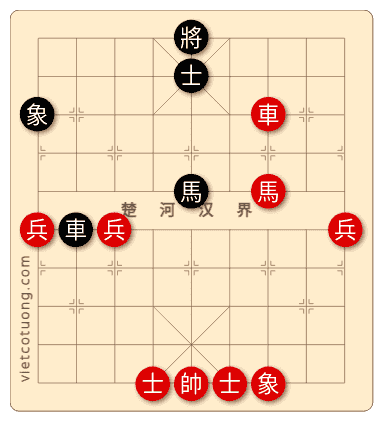 將
士
象 車
馬 馬
楚 河 汉 界
兵 車 兵 兵
士 帥 士 象
vietcotuong.com